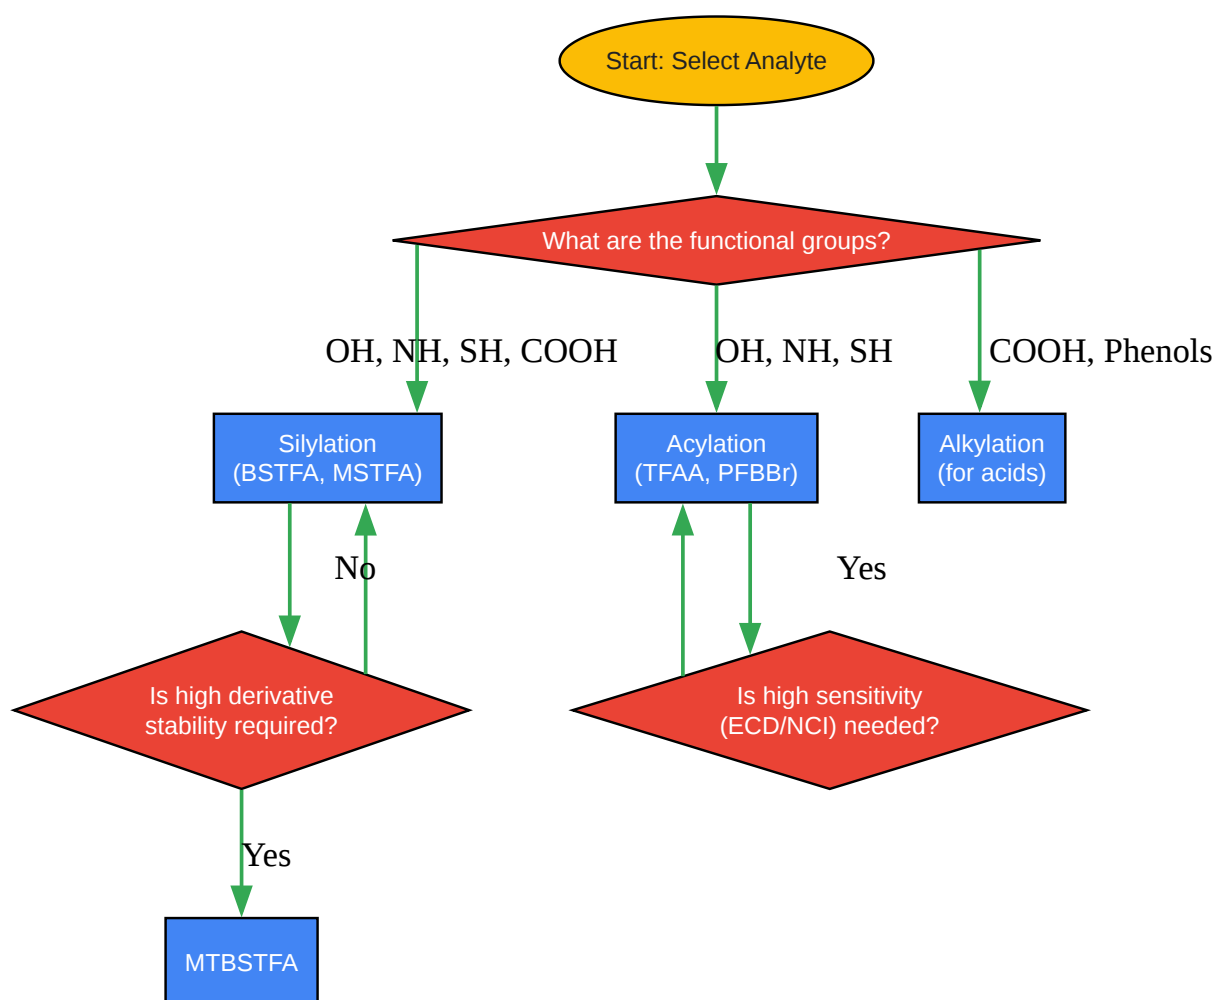 Start: Select Analyte
What are the functional groups?
OH, NH, SH, COOH
OH, NH, SH
COOH, Phenols
Silylation
(BSTFA, MSTFA)
Acylation
(TFAA, PFBBr)
Alkylation
(for acids)
No
Yes
Is high derivative
stability required?
Is high sensitivity
(ECD/NCI) needed?
Yes
MTBSTFA